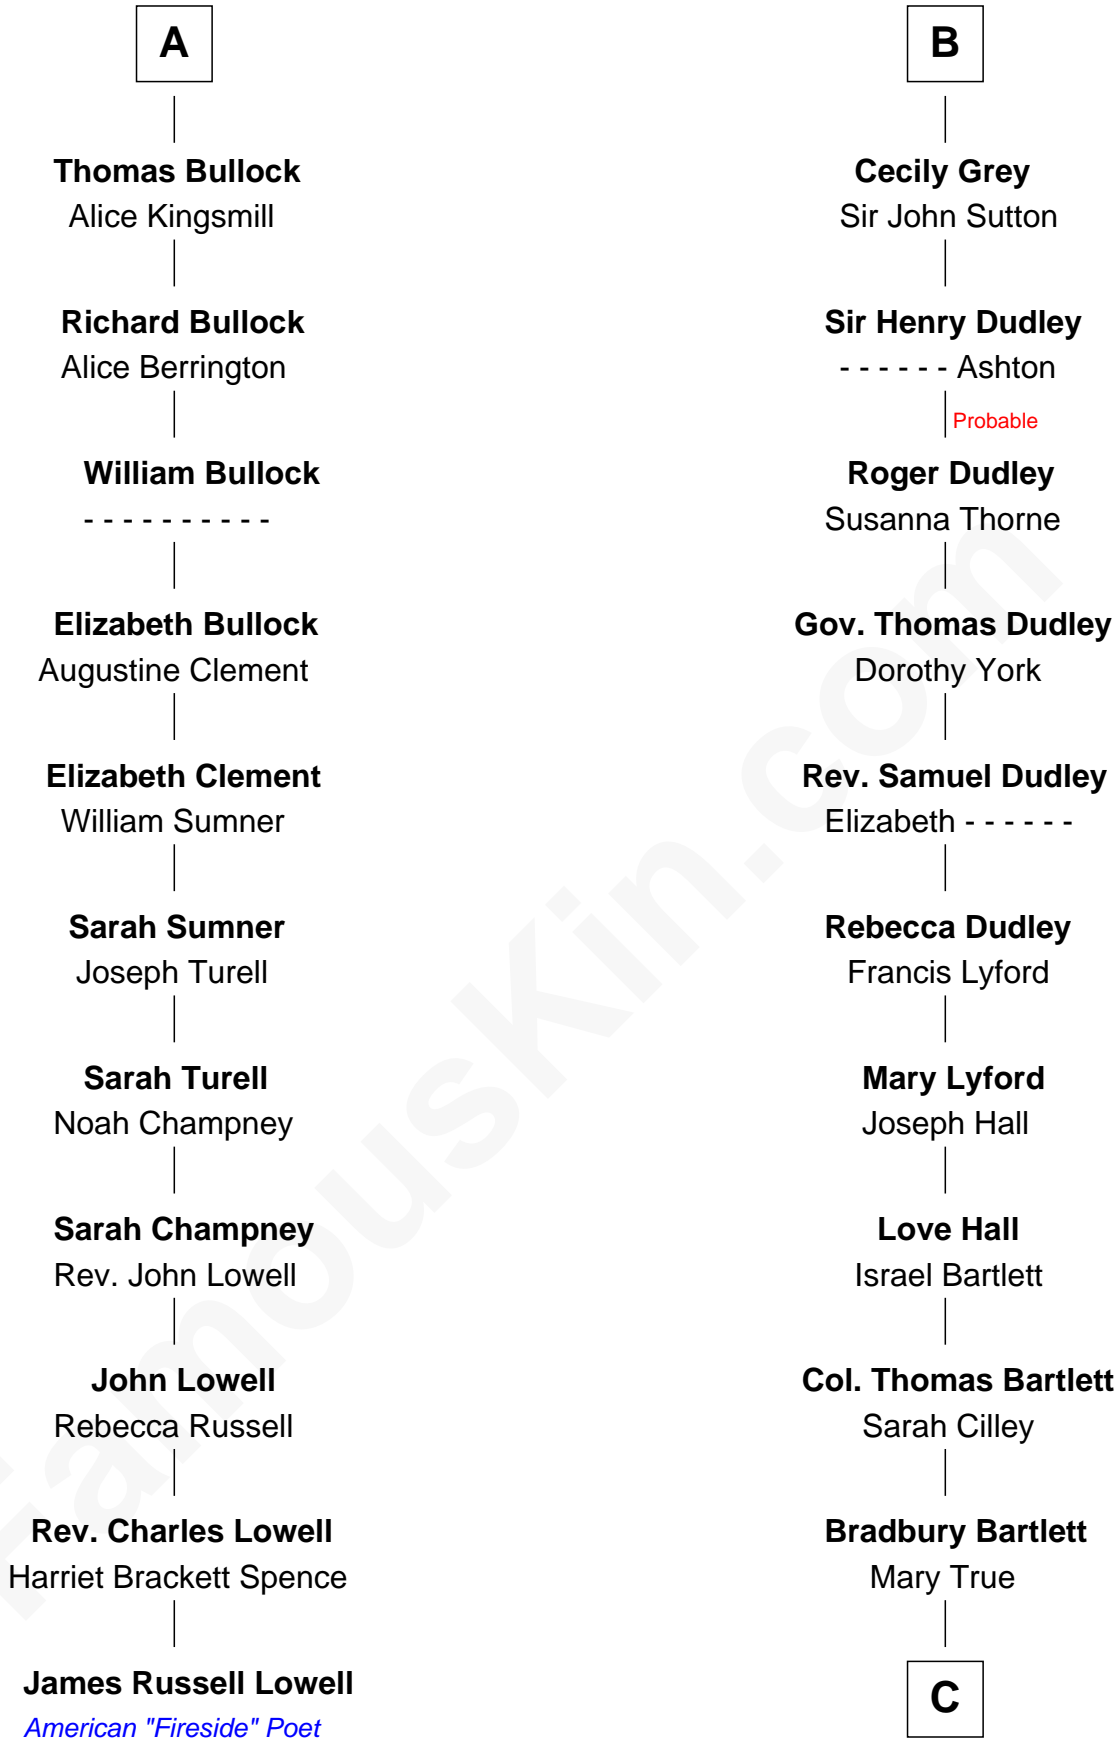 A
Thomas Bullock
Alice Kingsmill
Richard Bullock
Alice Berrington
William Bullock
- - - - - - - - - -
Elizabeth Bullock
Augustine Clement
Elizabeth Clement
William Sumner
Sarah Sumner
Joseph Turell
Sarah Turell
Noah Champney
Sarah Champney
Rev. John Lowell
John Lowell
Rebecca Russell
Rev. Charles Lowell
Harriet Brackett Spence
James Russell Lowell
American "Fireside" Poet
B
Cecily Grey
Sir John Sutton
Sir Henry Dudley
- - - - - - Ashton
Probable
Roger Dudley
Susanna Thorne
Gov. Thomas Dudley
Dorothy York
Rev. Samuel Dudley
Elizabeth - - - - - -
Rebecca Dudley
Francis Lyford
Mary Lyford
Joseph Hall
Love Hall
Israel Bartlett
Col. Thomas Bartlett
Sarah Cilley
Bradbury Bartlett
Mary True
C
FamousKin.com